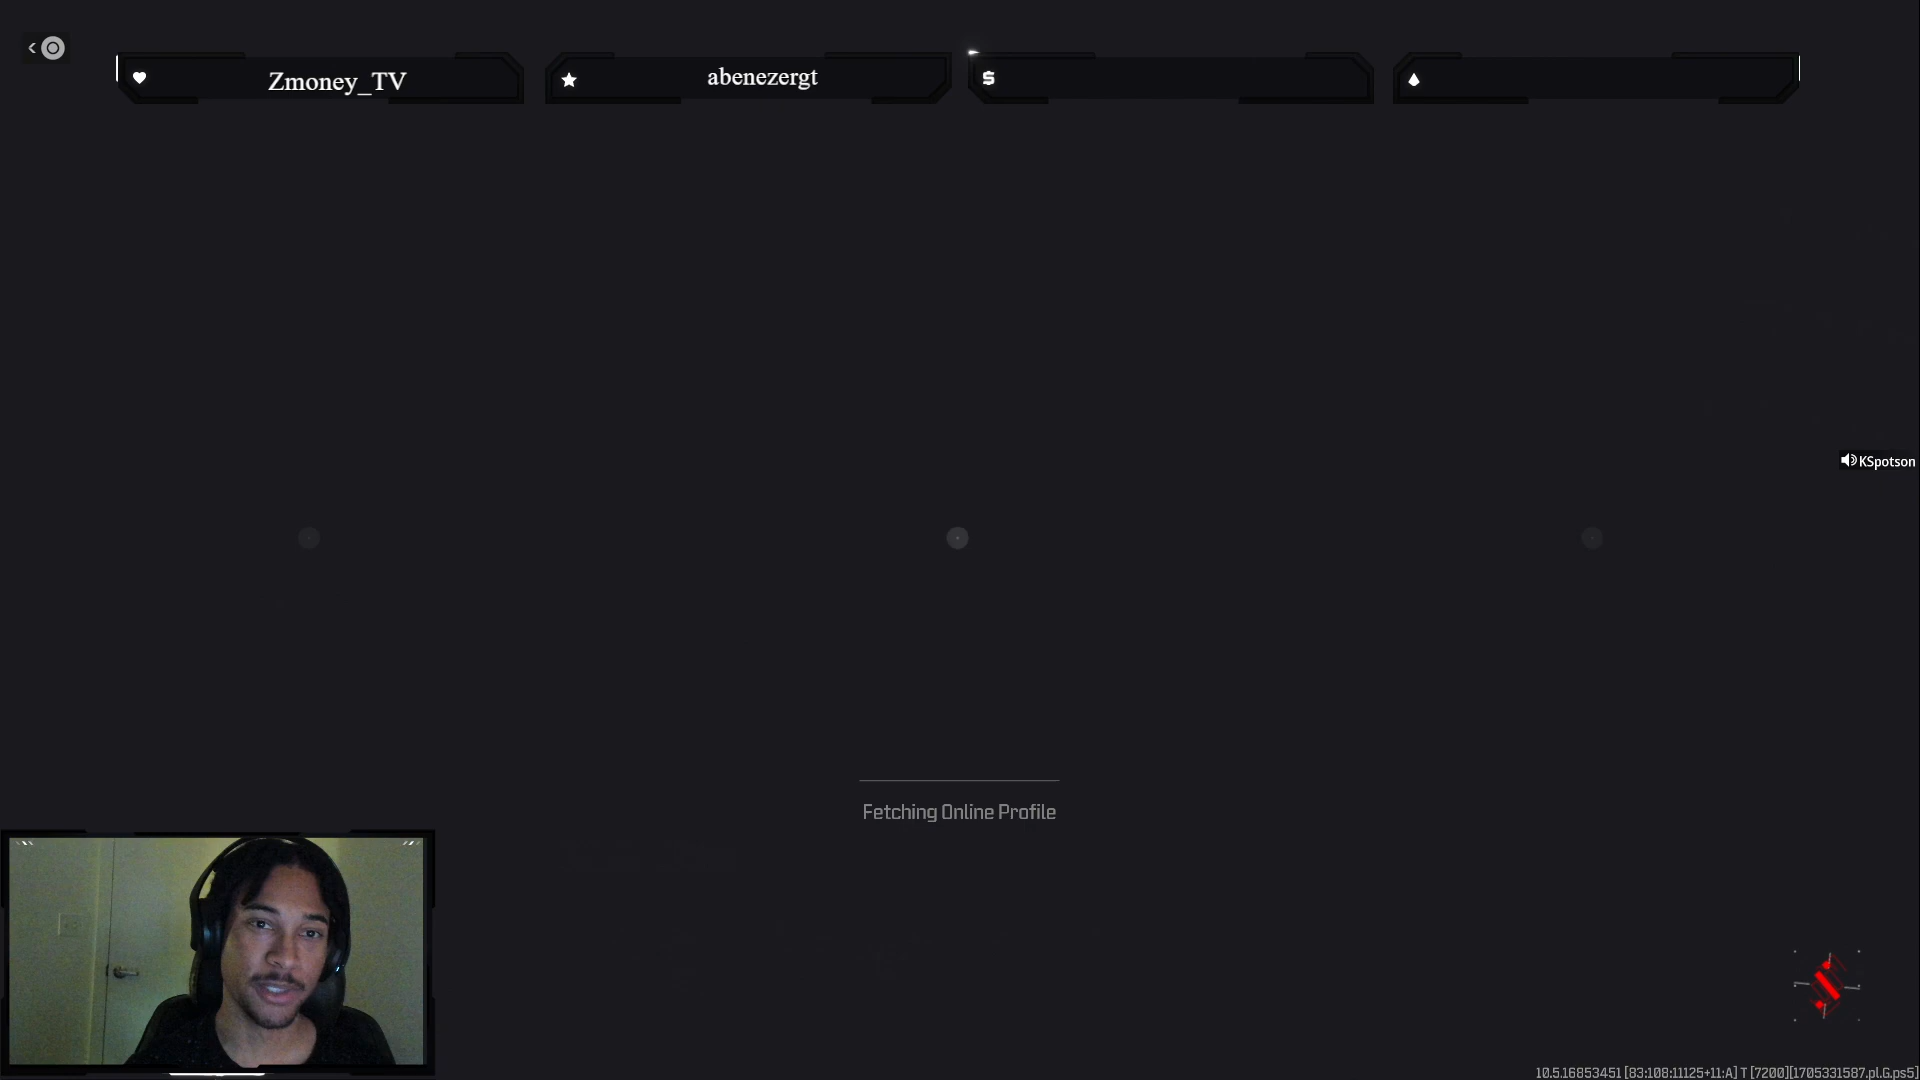 Zmoney_TV
abenezergt
KSpotson
Fetching Online Profile
10.5.16853451 [83:108:11125+11:A] T [7200][1705331587.pl.G.ps5]